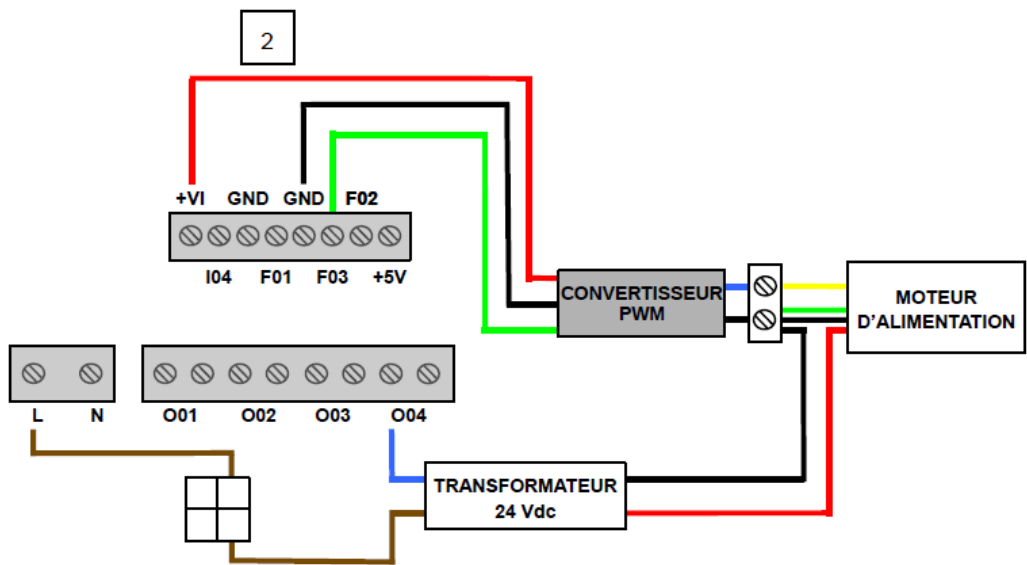 2
+VI GND GND F02
I04 F01 F03 +5V
CONVERTISSEUR
PWM
MOTEUR
D'ALIMENTATION
L N O01 O02 O03 O04
TRANSFORMATEUR
24 Vdc